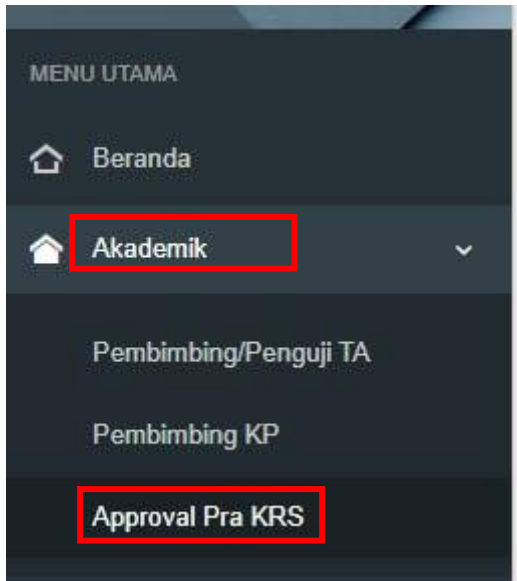 MENU UTAMA
Beranda
Akademik
Pembimbing/Penguji TA
Pembimbing KP
Approval Pra KRS